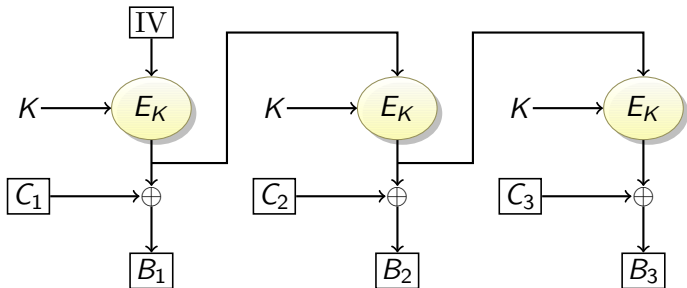 IV
K E_K K E_K K E_K
C_1 ⊕ C_2 ⊕ C_3 ⊕
B_1 B_2 B_3